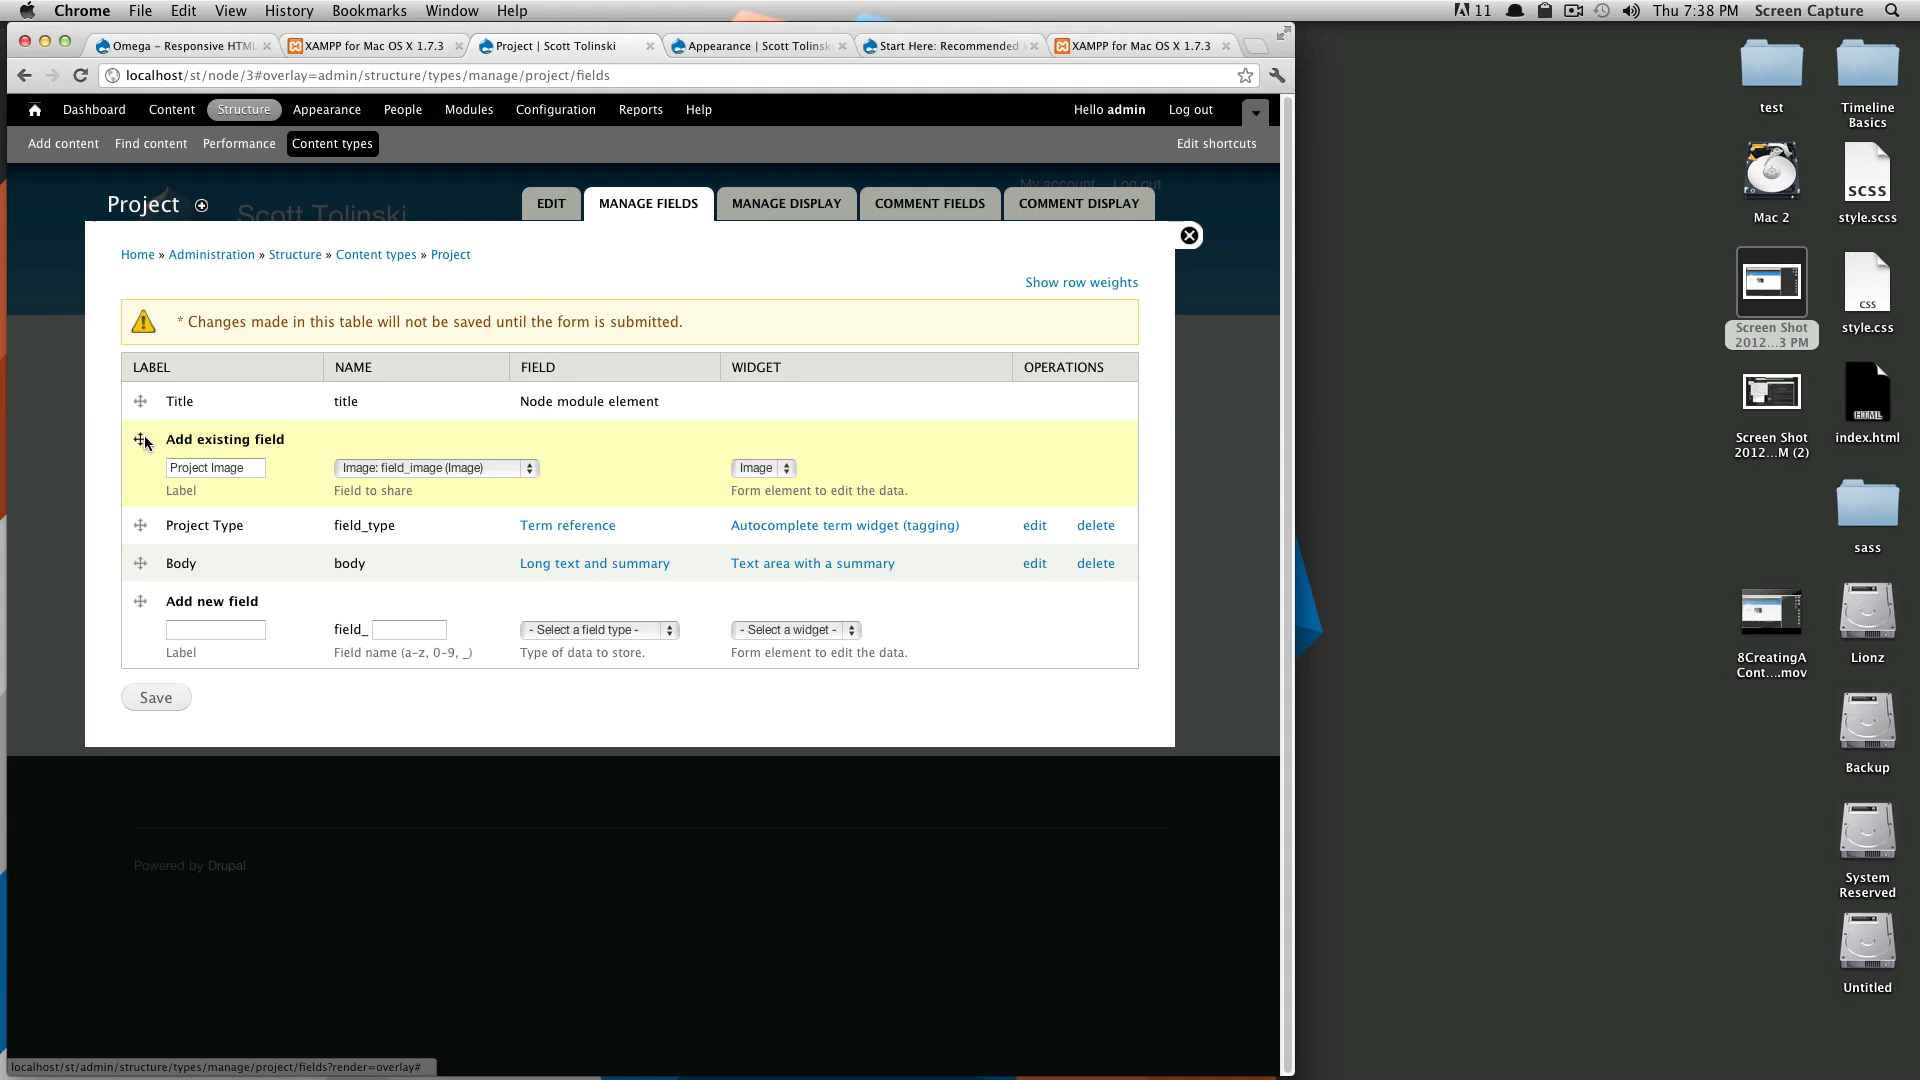 Chrome File Edit View History Bookmarks Window Help
11 Thu 7:38 PM Screen Capture
Omega - Responsive HTML
XAMPP for Mac OS X 1.7.3
Project | Scott Tolinski
Appearance | Scott Tolinsk
Start Here: Recommended
XAMPP for Mac OS X 1.7.3
localhost/st/node/3#overlay=admin/structure/types/manage/project/fields
Dashboard Content Structure Appearance People Modules Configuration Reports Help
Hello admin Log out
Add content Find content Performance Content types
Edit shortcuts
My account Log out
Scott Tolinski
Project
EDIT MANAGE FIELDS MANAGE DISPLAY COMMENT FIELDS COMMENT DISPLAY
Home » Administration » Structure » Content types » Project
Show row weights
* Changes made in this table will not be saved until the form is submitted.
LABEL NAME FIELD WIDGET OPERATIONS
Title title Node module element
Add existing field
Project Image Image: field_image (Image) Image
Label Field to share Form element to edit the data.
Project Type field_type Term reference Autocomplete term widget (tagging) edit delete
Body body Long text and summary Text area with a summary edit delete
Add new field
field_ - Select a field type - - Select a widget -
Label Field name (a-z, 0-9, _) Type of data to store. Form element to edit the data.
Save
Powered by Drupal
localhost/st/admin/structure/types/manage/project/fields?render=overlay#
test
Timeline
Basics
Mac 2
SCSS
style.scss
Screen Shot
2012...3 PM
css
style.css
Screen Shot
2012...M (2)
HTML
index.html
sass
8CreatingA
Cont....mov
Lionz
Backup
System
Reserved
Untitled